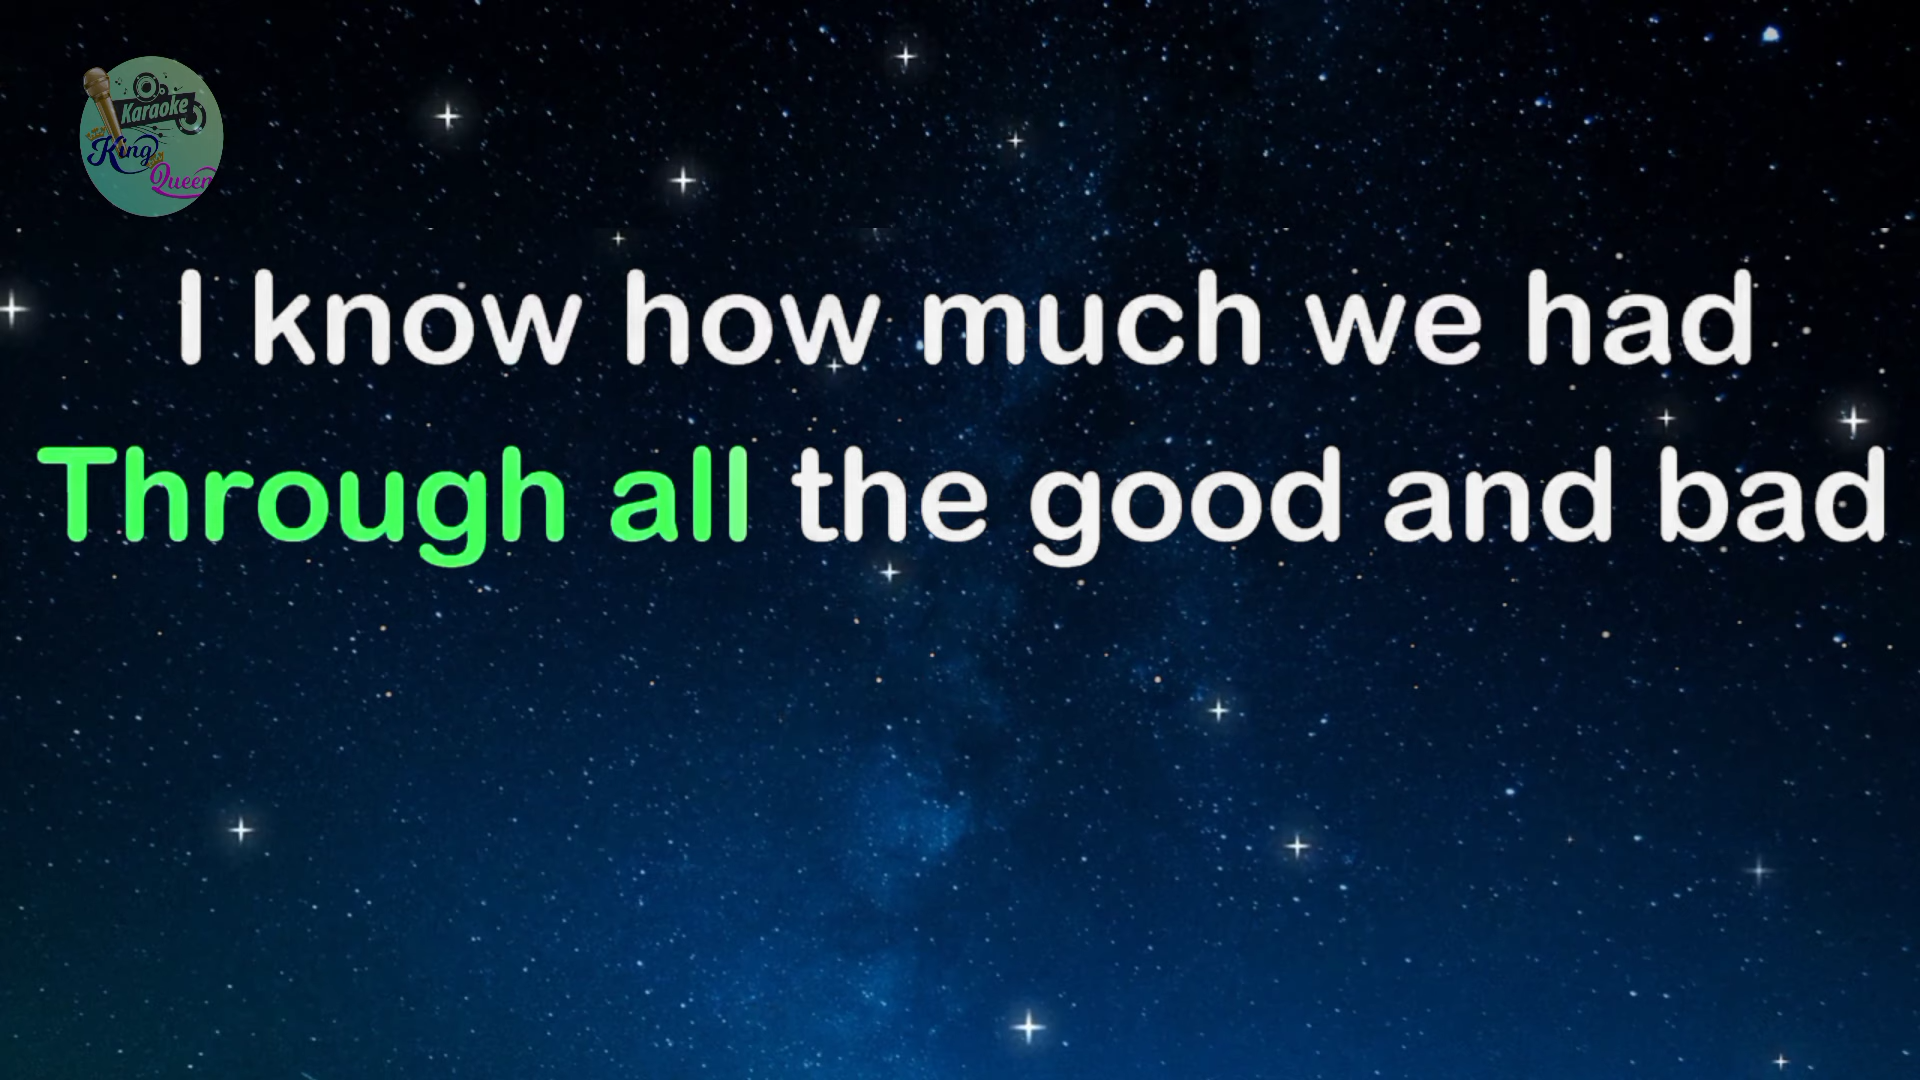 Karaoke
King
Queen
I know how much we had
Through all the good and bad